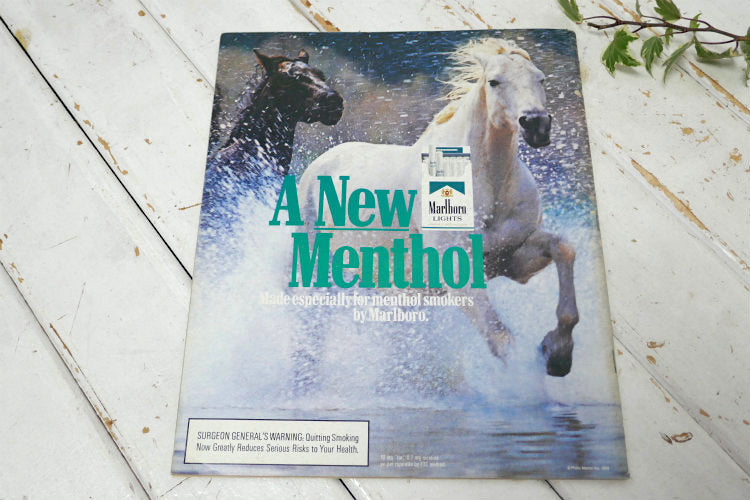 A New
Menthol
Made especially for menthol smokers
by Marlboro.
Marlboro
LIGHTS
SURGEON GENERAL'S WARNING: Quitting Smoking
Now Greatly Reduces Serious Risks to Your Health.